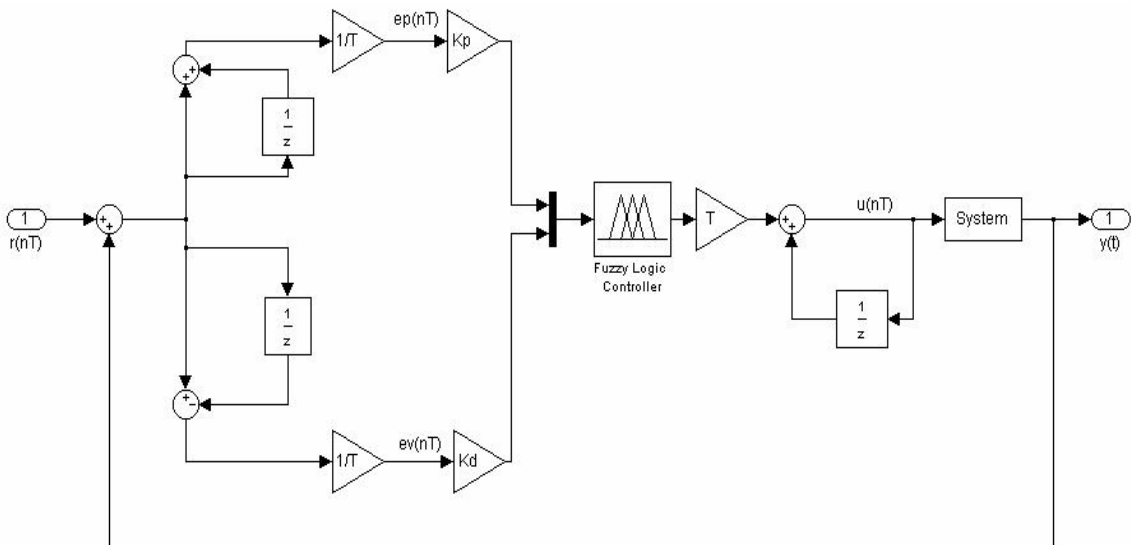 1/T
ep(nT)
Kp
+
+
1
z
1
r(nT)
+
+
1
z
+
−
1/T
ev(nT)
Kd
Fuzzy Logic
Controller
T
+
+
u(nT)
1
z
System
1
y(t)